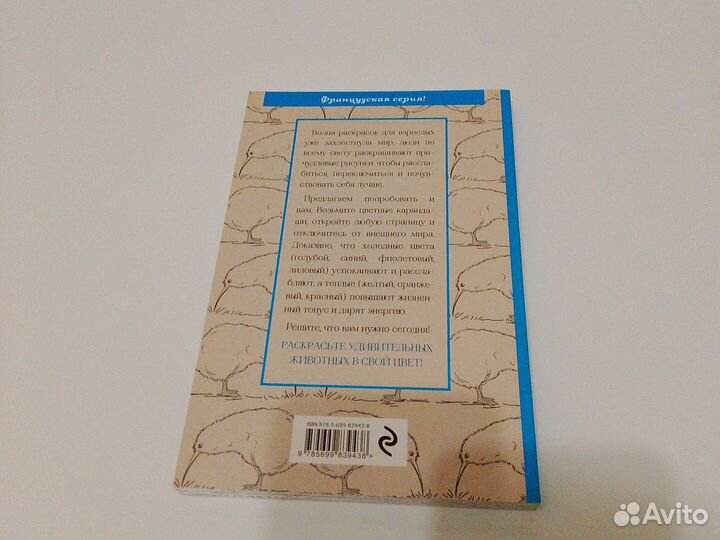 Французская серия!
Волна раскрасок для взрослых
уже захлестнула мир, люди по
всему свету раскрашивают при-
чудливые рисунки, чтобы рассла-
биться, переключиться и почув-
ствовать себя лучше.
Предлагаем попробовать и
вам. Возьмите цветные каранда-
ши, откройте любую страницу и
отключитесь от внешнего мира.
Доказано, что холодные цвета
(голубой, синий, фиолетовый,
лиловый) успокаивают и рассла-
бляют, а теплые (желтый, оранже-
вый, красный) повышают жизнен-
ный тонус и дарят энергию.
Решите, что вам нужно сегодня!
РАСКРАСЬТЕ УДИВИТЕЛЬНЫХ
ЖИВОТНЫХ В СВОЙ ЦВЕТ!
ISBN 978-5-699-83943-8
9 785699 839438 >
Avito